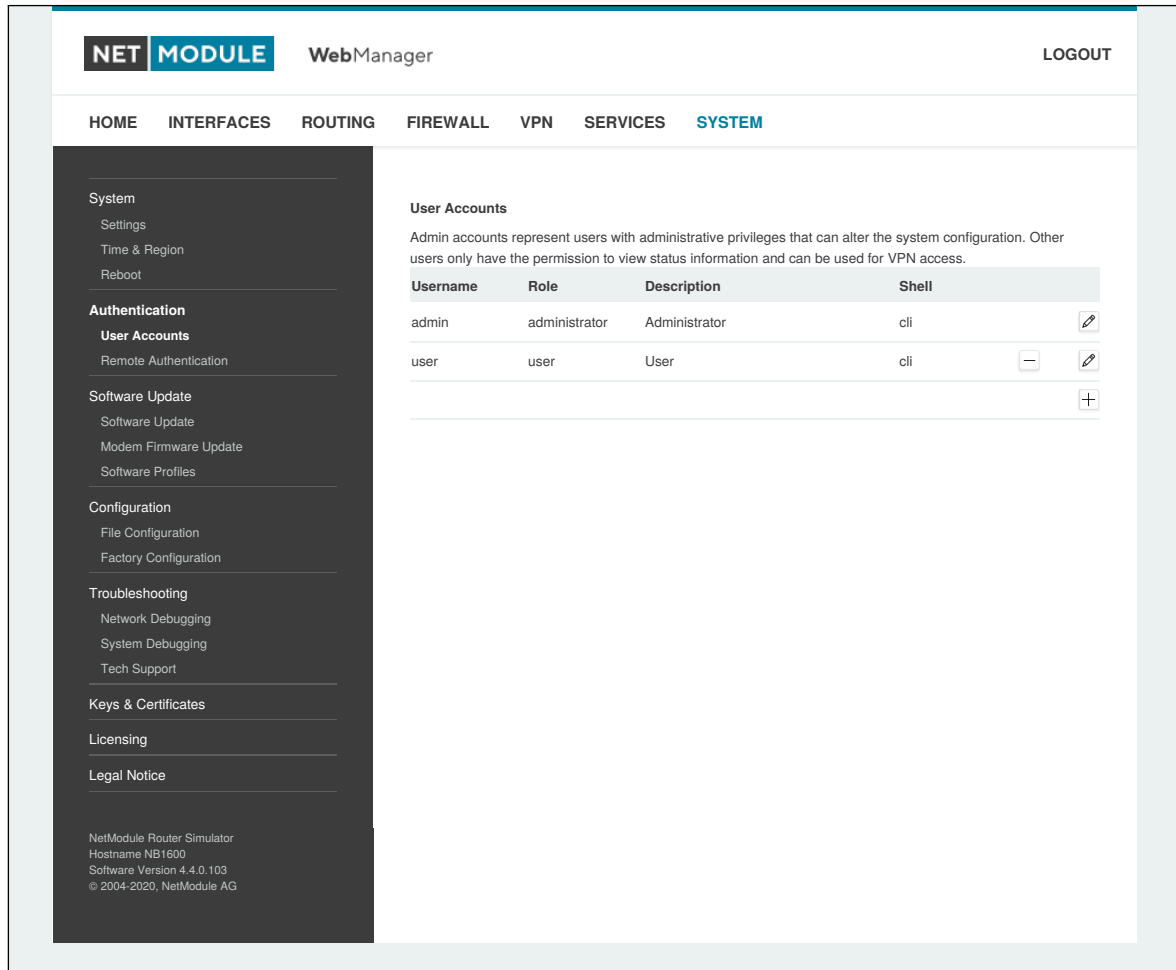 NET MODULE WebManager LOGOUT
HOME INTERFACES ROUTING FIREWALL VPN SERVICES SYSTEM
System
Settings
Time & Region
Reboot
Authentication
User Accounts
Remote Authentication
Software Update
Software Update
Modem Firmware Update
Software Profiles
Configuration
File Configuration
Factory Configuration
Troubleshooting
Network Debugging
System Debugging
Tech Support
Keys & Certificates
Licensing
Legal Notice
NetModule Router Simulator
Hostname NB1600
Software Version 4.4.0.103
© 2004-2020, NetModule AG
User Accounts
Admin accounts represent users with administrative privileges that can alter the system configuration. Other
users only have the permission to view status information and can be used for VPN access.
Username Role Description Shell
admin administrator Administrator cli
user user User cli